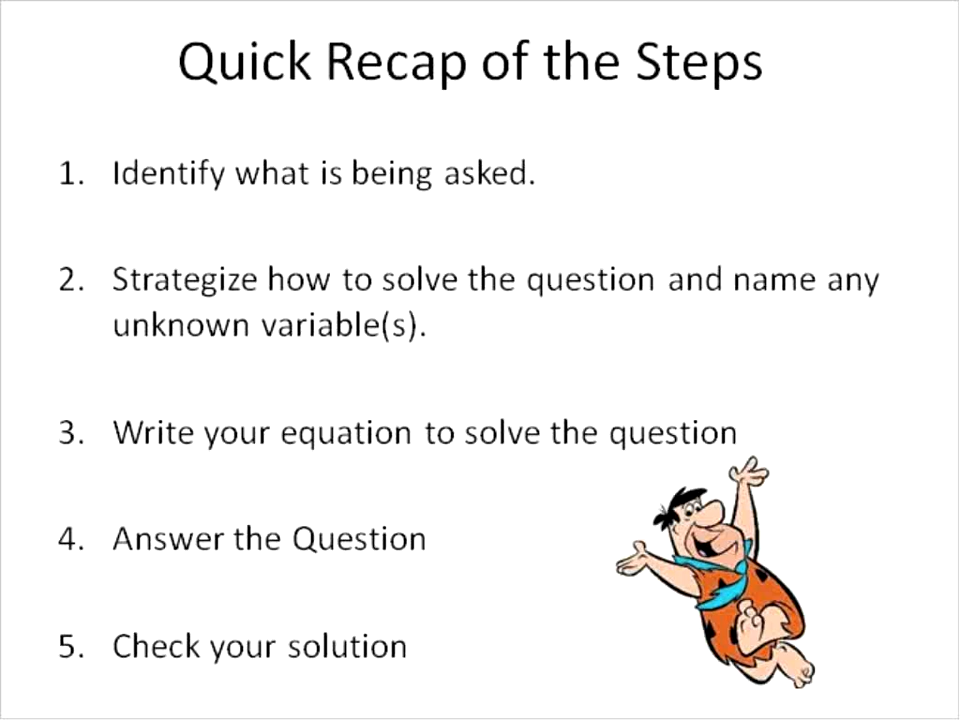 Quick Recap of the Steps
1. Identify what is being asked.
2. Strategize how to solve the question and name any
unknown variable(s).
3. Write your equation to solve the question
4. Answer the Question
5. Check your solution